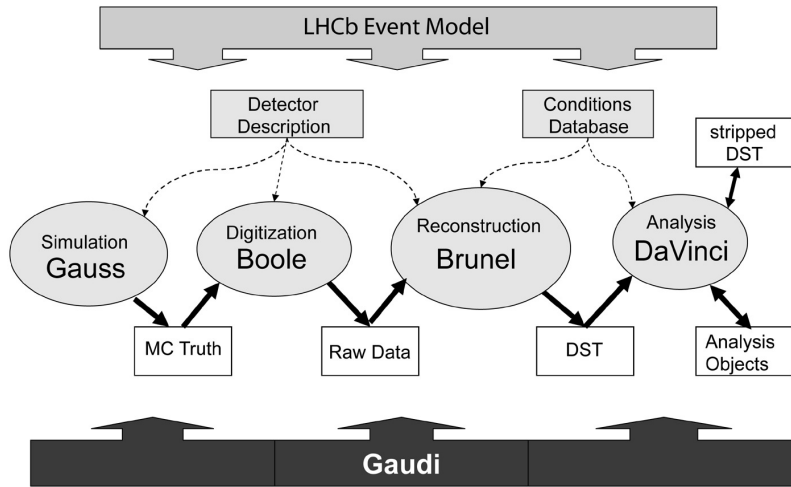 LHCb Event Model
Detector
Description
Conditions
Database
stripped
DST
Simulation
Gauss
Digitization
Boole
Reconstruction
Brunel
Analysis
DaVinci
MC Truth
Raw Data
DST
Analysis
Objects
Gaudi